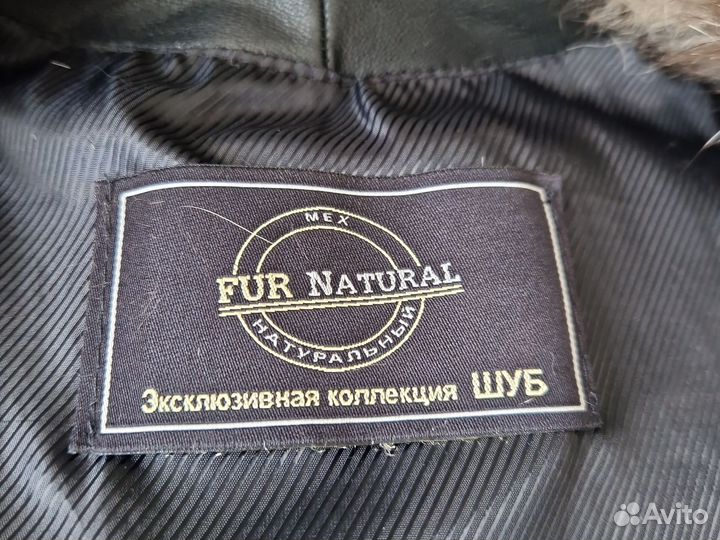 МЕХ
FUR NATURAL
НАТУРАЛЬНЫЙ
Эксклюзивная коллекция ШУБ
Avito